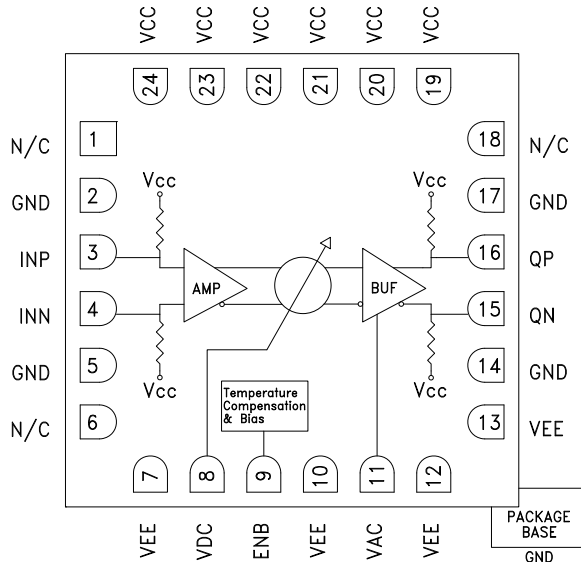 VCC VCC VCC VCC VCC VCC
24 23 22 21 20 19
N/C 1 18 N/C
GND 2 Vcc Vcc 17 GND
INP 3 16 QP
AMP BUF
INN 4 15 QN
GND 5 Vcc Vcc 14 GND
Temperature
Compensation
& Bias
N/C 6 13 VEE
7 8 9 10 11 12
VEE VDC ENB VEE VAC VEE
PACKAGE
BASE
GND